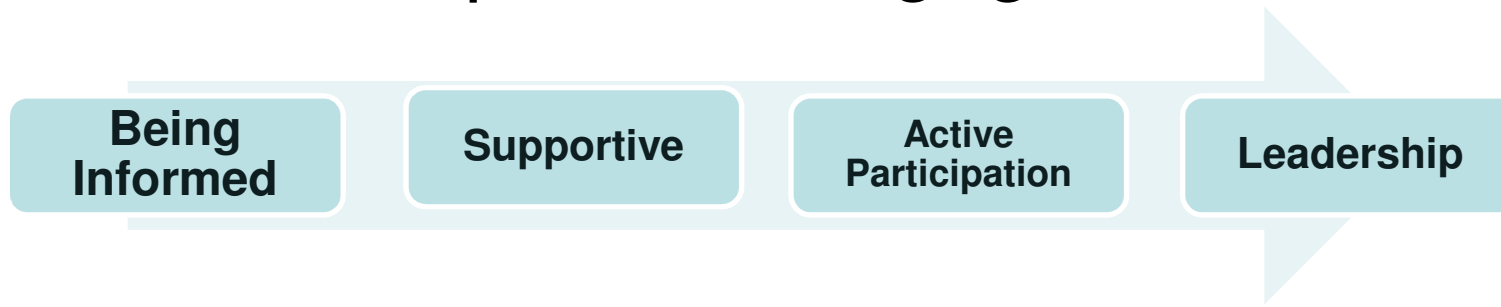 Being
Informed
Supportive
Active
Participation
Leadership